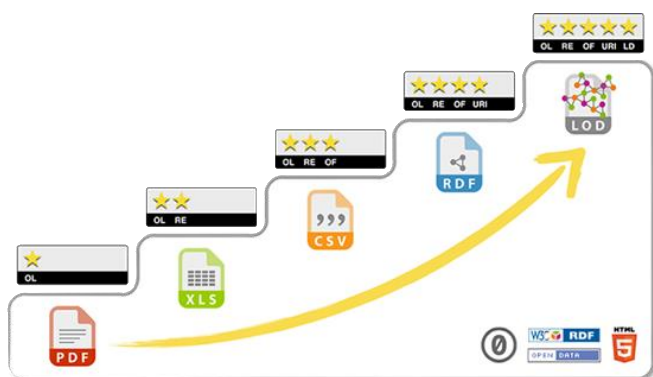 OL RE OF URI LD
OL RE OF URI
LOD
OL RE OF
RDF
OL RE
,,,
CSV
OL
XLS
PDF
0
W3C RDF
OPEN DATA
HTML
5